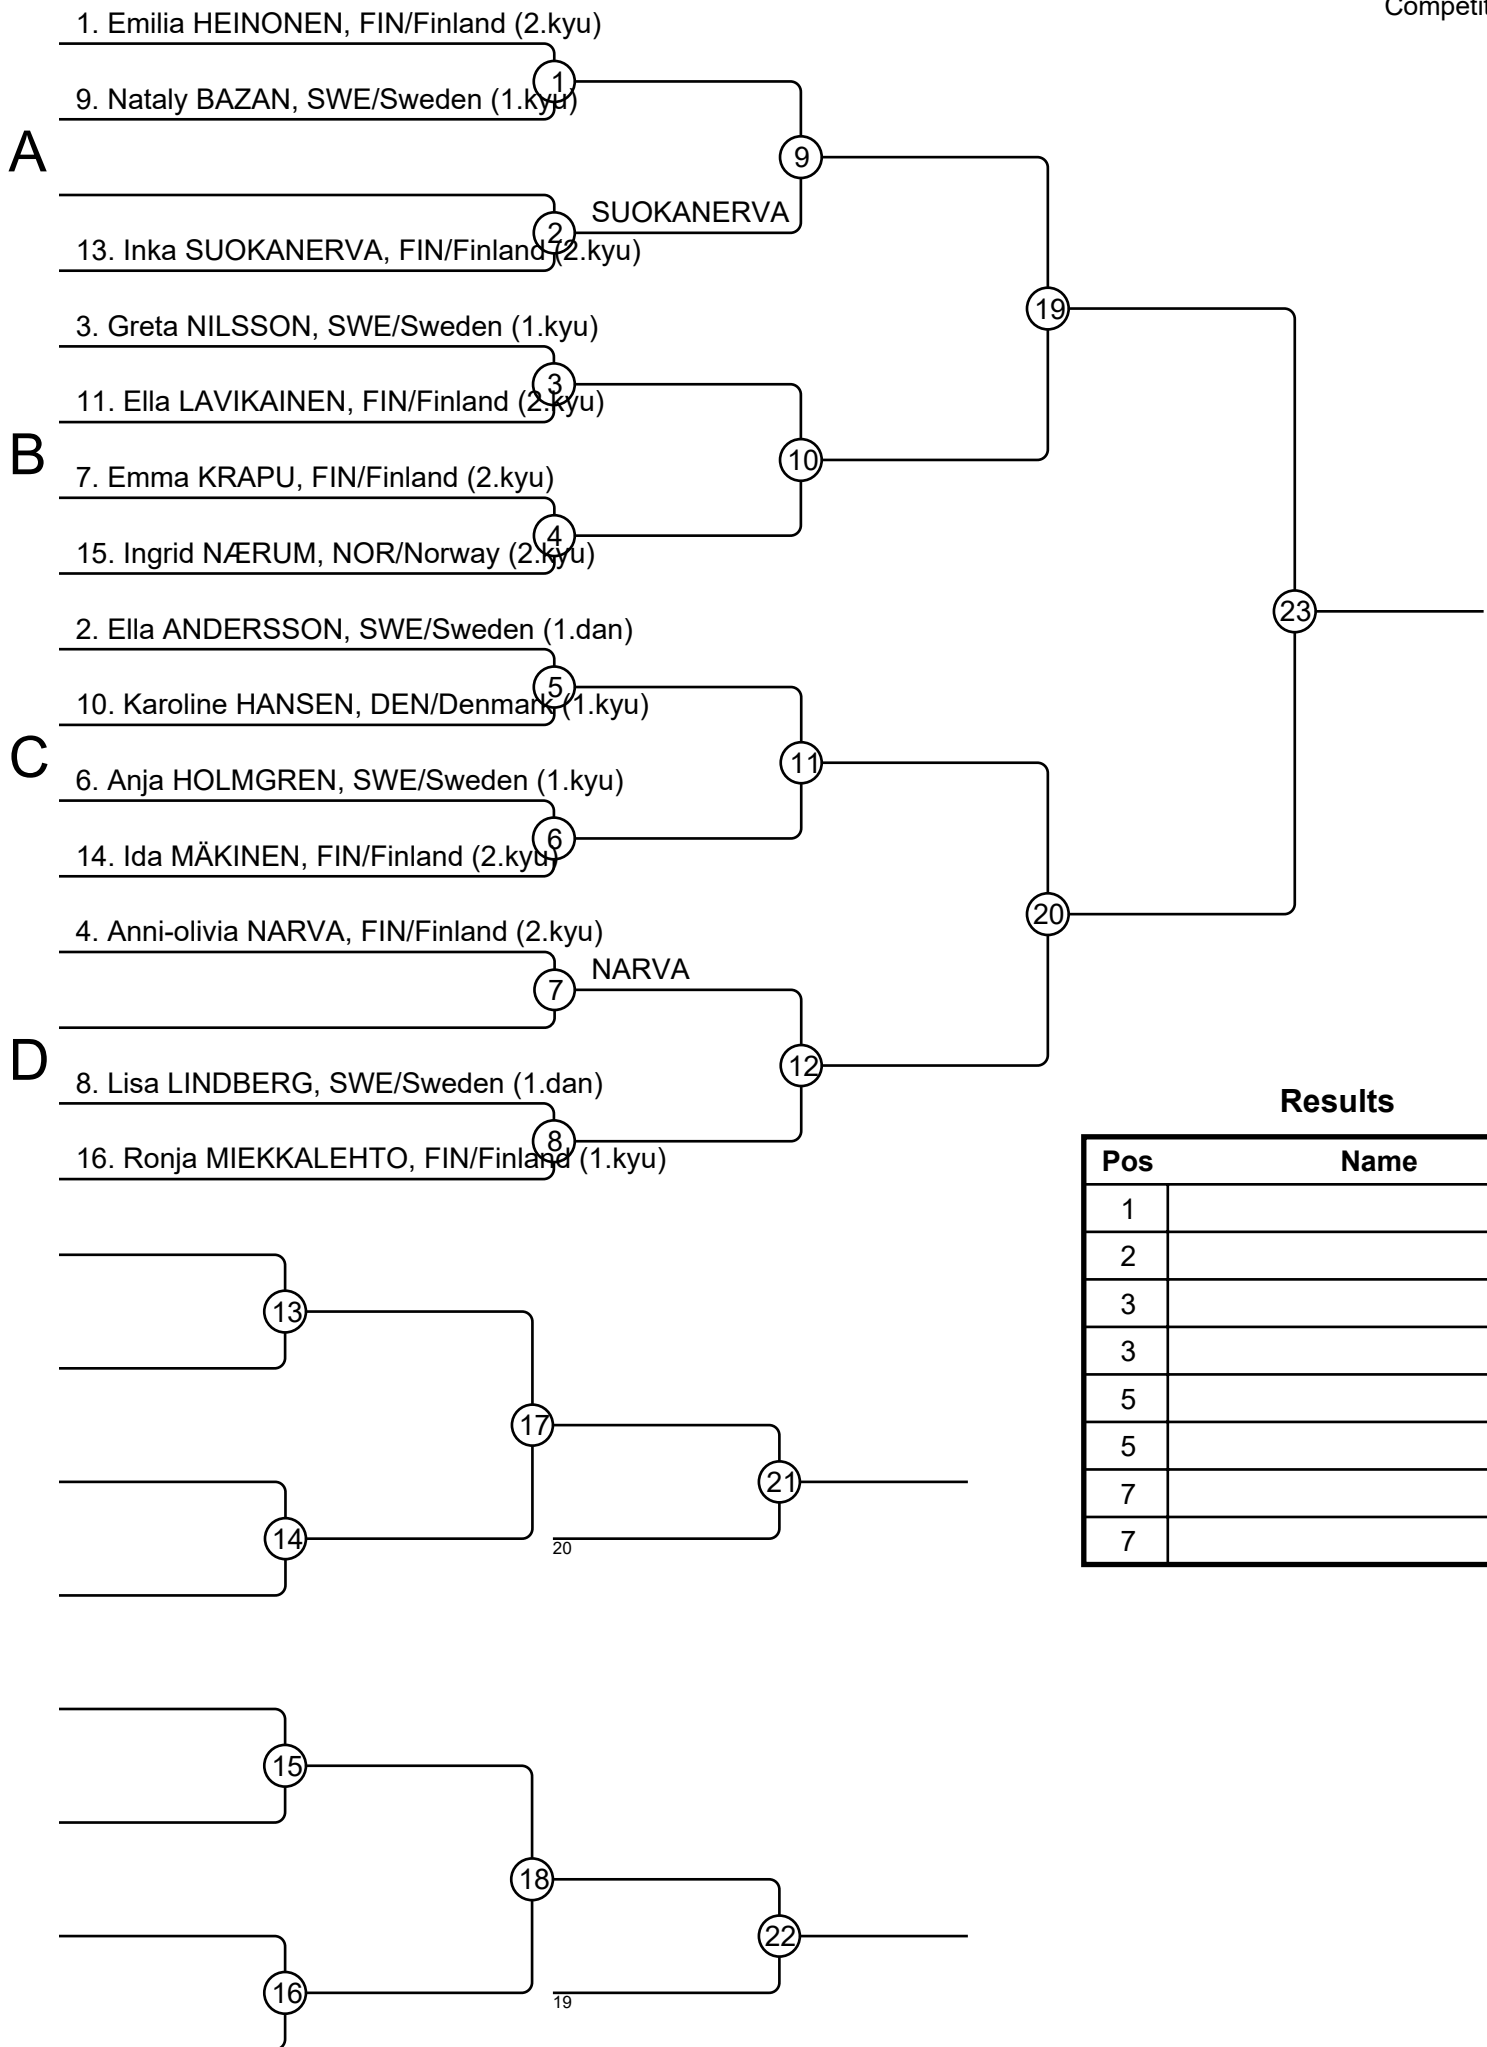 Competit
1. Emilia HEINONEN, FIN/Finland (2.kyu)
1
9. Nataly BAZAN, SWE/Sweden (1.kyu)
A
9
SUOKANERVA
2
13. Inka SUOKANERVA, FIN/Finland (2.kyu)
19
3. Greta NILSSON, SWE/Sweden (1.kyu)
3
11. Ella LAVIKAINEN, FIN/Finland (2.kyu)
B
10
7. Emma KRAPU, FIN/Finland (2.kyu)
4
15. Ingrid NÆRUM, NOR/Norway (2.kyu)
23
2. Ella ANDERSSON, SWE/Sweden (1.dan)
5
10. Karoline HANSEN, DEN/Denmark (1.kyu)
C
11
6. Anja HOLMGREN, SWE/Sweden (1.kyu)
6
14. Ida MÄKINEN, FIN/Finland (2.kyu)
20
4. Anni-olivia NARVA, FIN/Finland (2.kyu)
NARVA
7
D
12
8. Lisa LINDBERG, SWE/Sweden (1.dan)
8
16. Ronja MIEKKALEHTO, FIN/Finland (1.kyu)
Results
Pos Name
1
2
3
3
5
5
7
7
13
17
21
14
20
15
18
22
16
19